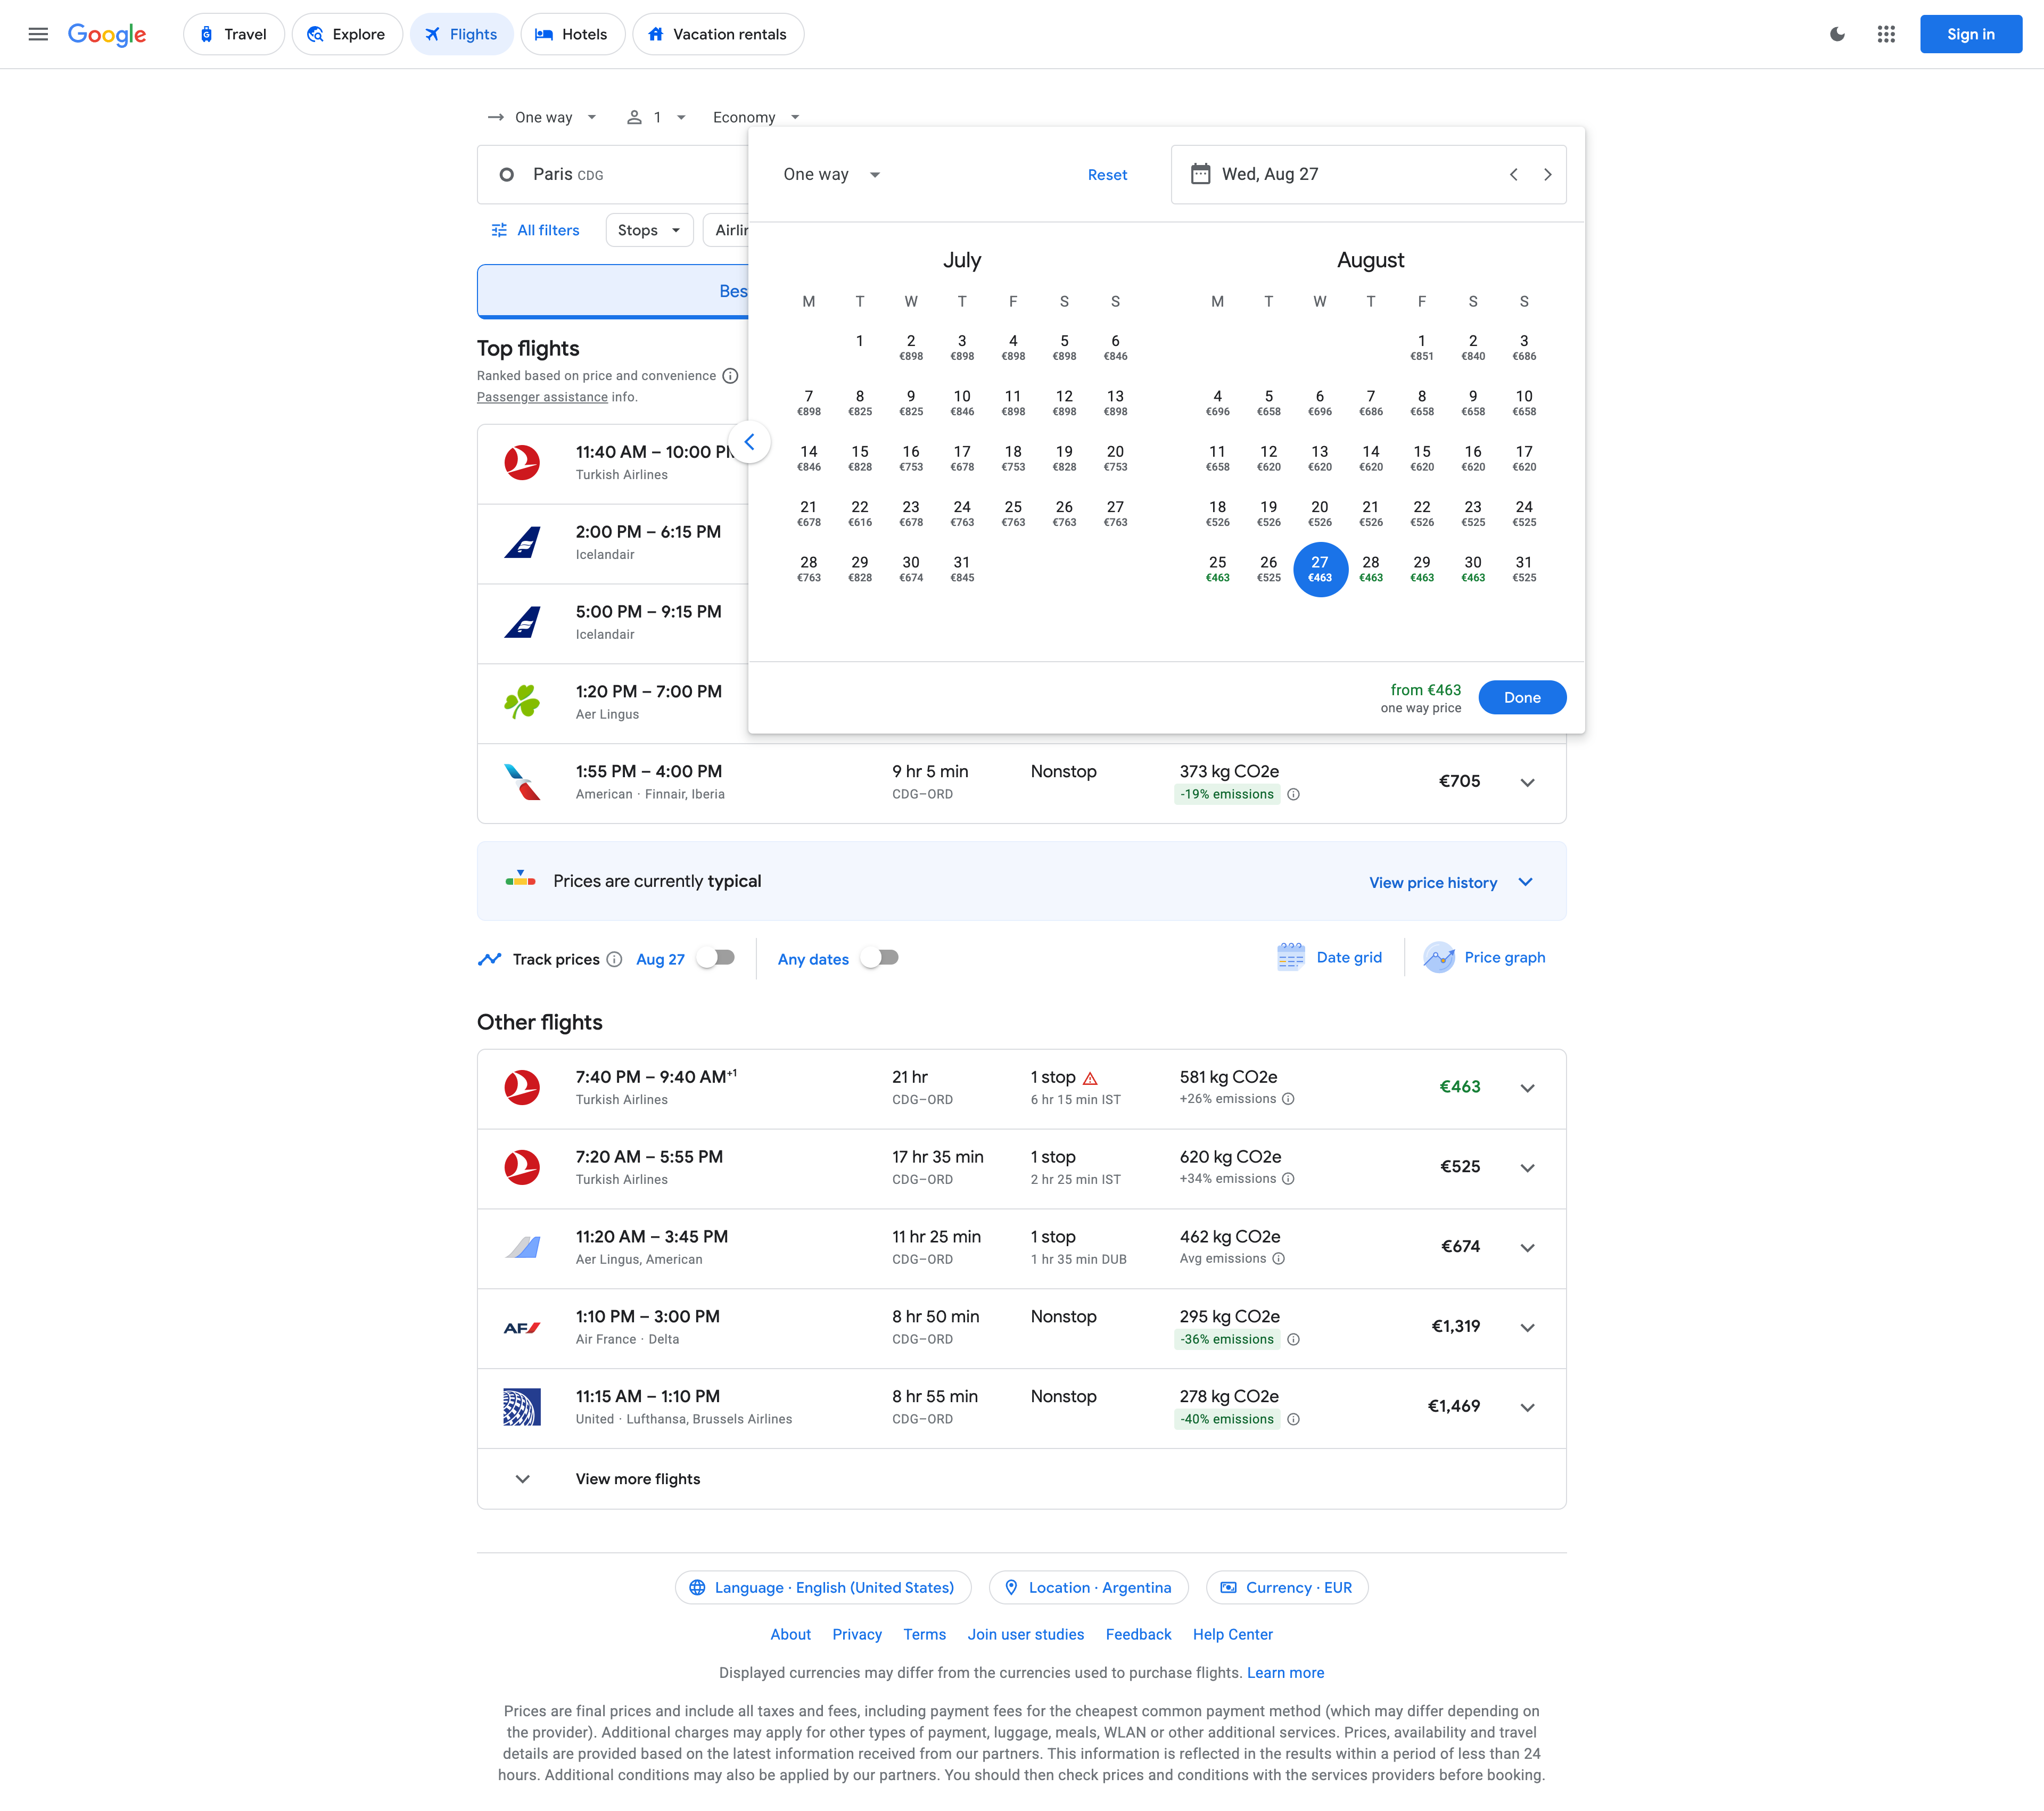 Google
Travel
Explore
Flights
Hotels
Vacation rentals
Sign in
One way
1
Economy
Paris CDG
One way
Reset
Wed, Aug 27
All filters
Stops
July
August
M T W T F S S
M T W T F S S
1 2 3 4 5 6
€898 €898 €898 €898 €846
7 8 9 10 11 12 13
€898 €825 €825 €846 €898 €898 €898
14 15 16 17 18 19 20
€846 €828 €753 €678 €753 €828 €753
21 22 23 24 25 26 27
€678 €616 €678 €763 €763 €763 €763
28 29 30 31
€763 €828 €674 €845
1 2 3
€851 €840 €686
4 5 6 7 8 9 10
€696 €658 €696 €686 €658 €658 €658
11 12 13 14 15 16 17
€658 €620 €620 €620 €620 €620 €620
18 19 20 21 22 23 24
€526 €526 €526 €526 €526 €525 €525
25 26 27 28 29 30 31
€463 €525 €463 €463 €463 €463 €525
from €463
one way price
Done
Top flights
Ranked based on price and convenience
Passenger assistance info.
11:40 AM – 10:00
Turkish Airlines
2:00 PM – 6:15 PM
Icelandair
5:00 PM – 9:15 PM
Icelandair
1:20 PM – 7:00 PM
Aer Lingus
1:55 PM – 4:00 PM 9 hr 5 min Nonstop 373 kg CO2e €705
American · Finnair, Iberia CDG–ORD -19% emissions
Prices are currently typical
View price history
Track prices Aug 27 Any dates Date grid Price graph
Other flights
7:40 PM – 9:40 AM+1 21 hr 1 stop 581 kg CO2e €463
Turkish Airlines CDG–ORD 6 hr 15 min IST +26% emissions
7:20 AM – 5:55 PM 17 hr 35 min 1 stop 620 kg CO2e €525
Turkish Airlines CDG–ORD 2 hr 25 min IST +34% emissions
11:20 AM – 3:45 PM 11 hr 25 min 1 stop 462 kg CO2e €674
Aer Lingus, American CDG–ORD 1 hr 35 min DUB Avg emissions
1:10 PM – 3:00 PM 8 hr 50 min Nonstop 295 kg CO2e €1,319
AF Air France · Delta CDG–ORD -36% emissions
11:15 AM – 1:10 PM 8 hr 55 min Nonstop 278 kg CO2e €1,469
United · Lufthansa, Brussels Airlines CDG–ORD -40% emissions
View more flights
Language · English (United States)
Location · Argentina
Currency · EUR
About Privacy Terms Join user studies Feedback Help Center
Displayed currencies may differ from the currencies used to purchase flights. Learn more
Prices are final prices and include all taxes and fees, including payment fees for the cheapest common payment method (which may differ depending on
the provider). Additional charges may apply for other types of payment, luggage, meals, WLAN or other additional services. Prices, availability and travel
details are provided based on the latest information received from our partners. This information is reflected in the results within a period of less than 24
hours. Additional conditions may also be applied by our partners. You should then check prices and conditions with the services providers before booking.